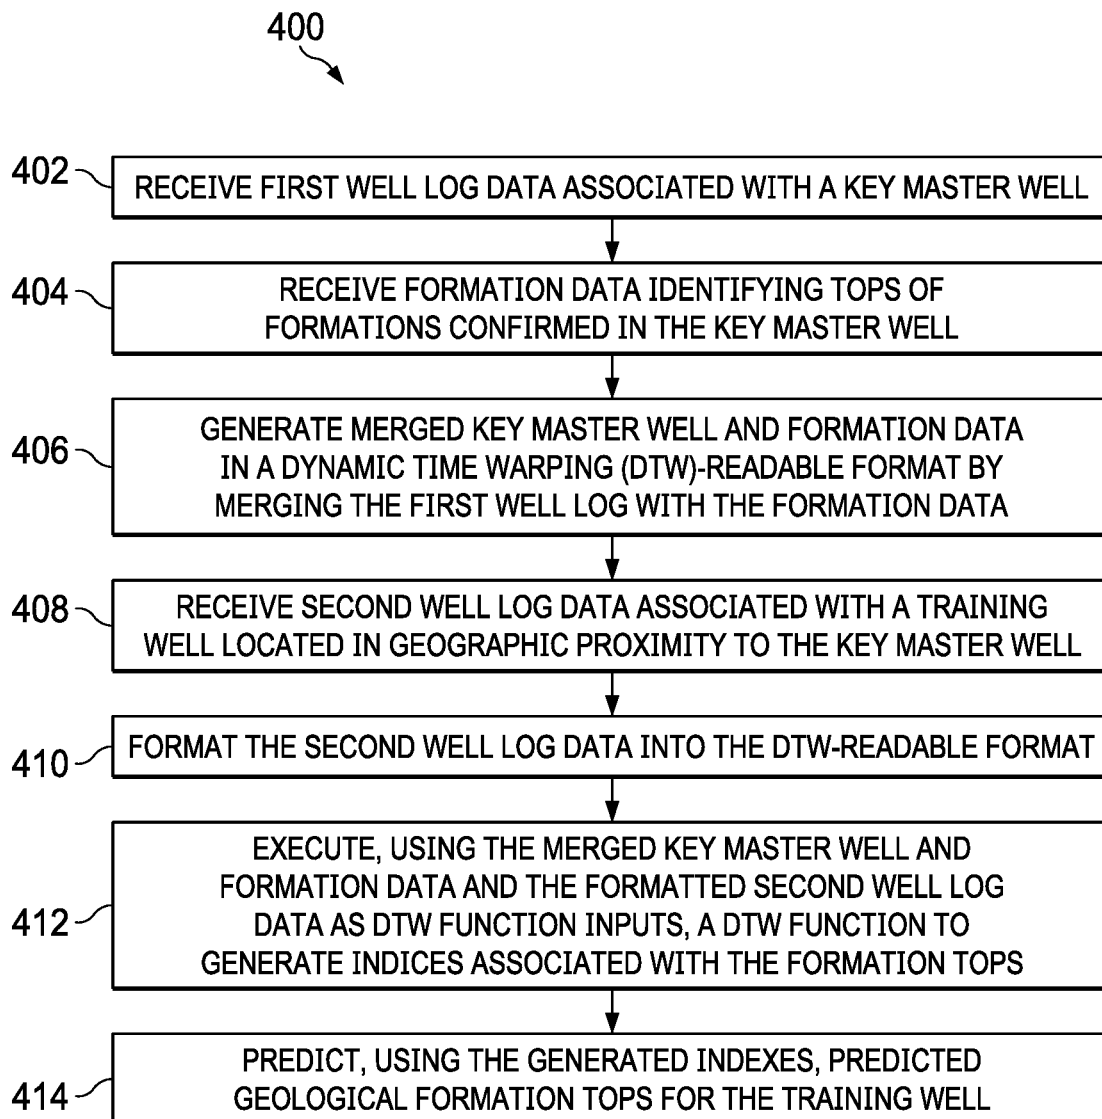 400
402
RECEIVE FIRST WELL LOG DATA ASSOCIATED WITH A KEY MASTER WELL
404
RECEIVE FORMATION DATA IDENTIFYING TOPS OF
FORMATIONS CONFIRMED IN THE KEY MASTER WELL
406
GENERATE MERGED KEY MASTER WELL AND FORMATION DATA
IN A DYNAMIC TIME WARPING (DTW)-READABLE FORMAT BY
MERGING THE FIRST WELL LOG WITH THE FORMATION DATA
408
RECEIVE SECOND WELL LOG DATA ASSOCIATED WITH A TRAINING
WELL LOCATED IN GEOGRAPHIC PROXIMITY TO THE KEY MASTER WELL
410
FORMAT THE SECOND WELL LOG DATA INTO THE DTW-READABLE FORMAT
412
EXECUTE, USING THE MERGED KEY MASTER WELL AND
FORMATION DATA AND THE FORMATTED SECOND WELL LOG
DATA AS DTW FUNCTION INPUTS, A DTW FUNCTION TO
GENERATE INDICES ASSOCIATED WITH THE FORMATION TOPS
414
PREDICT, USING THE GENERATED INDEXES, PREDICTED
GEOLOGICAL FORMATION TOPS FOR THE TRAINING WELL